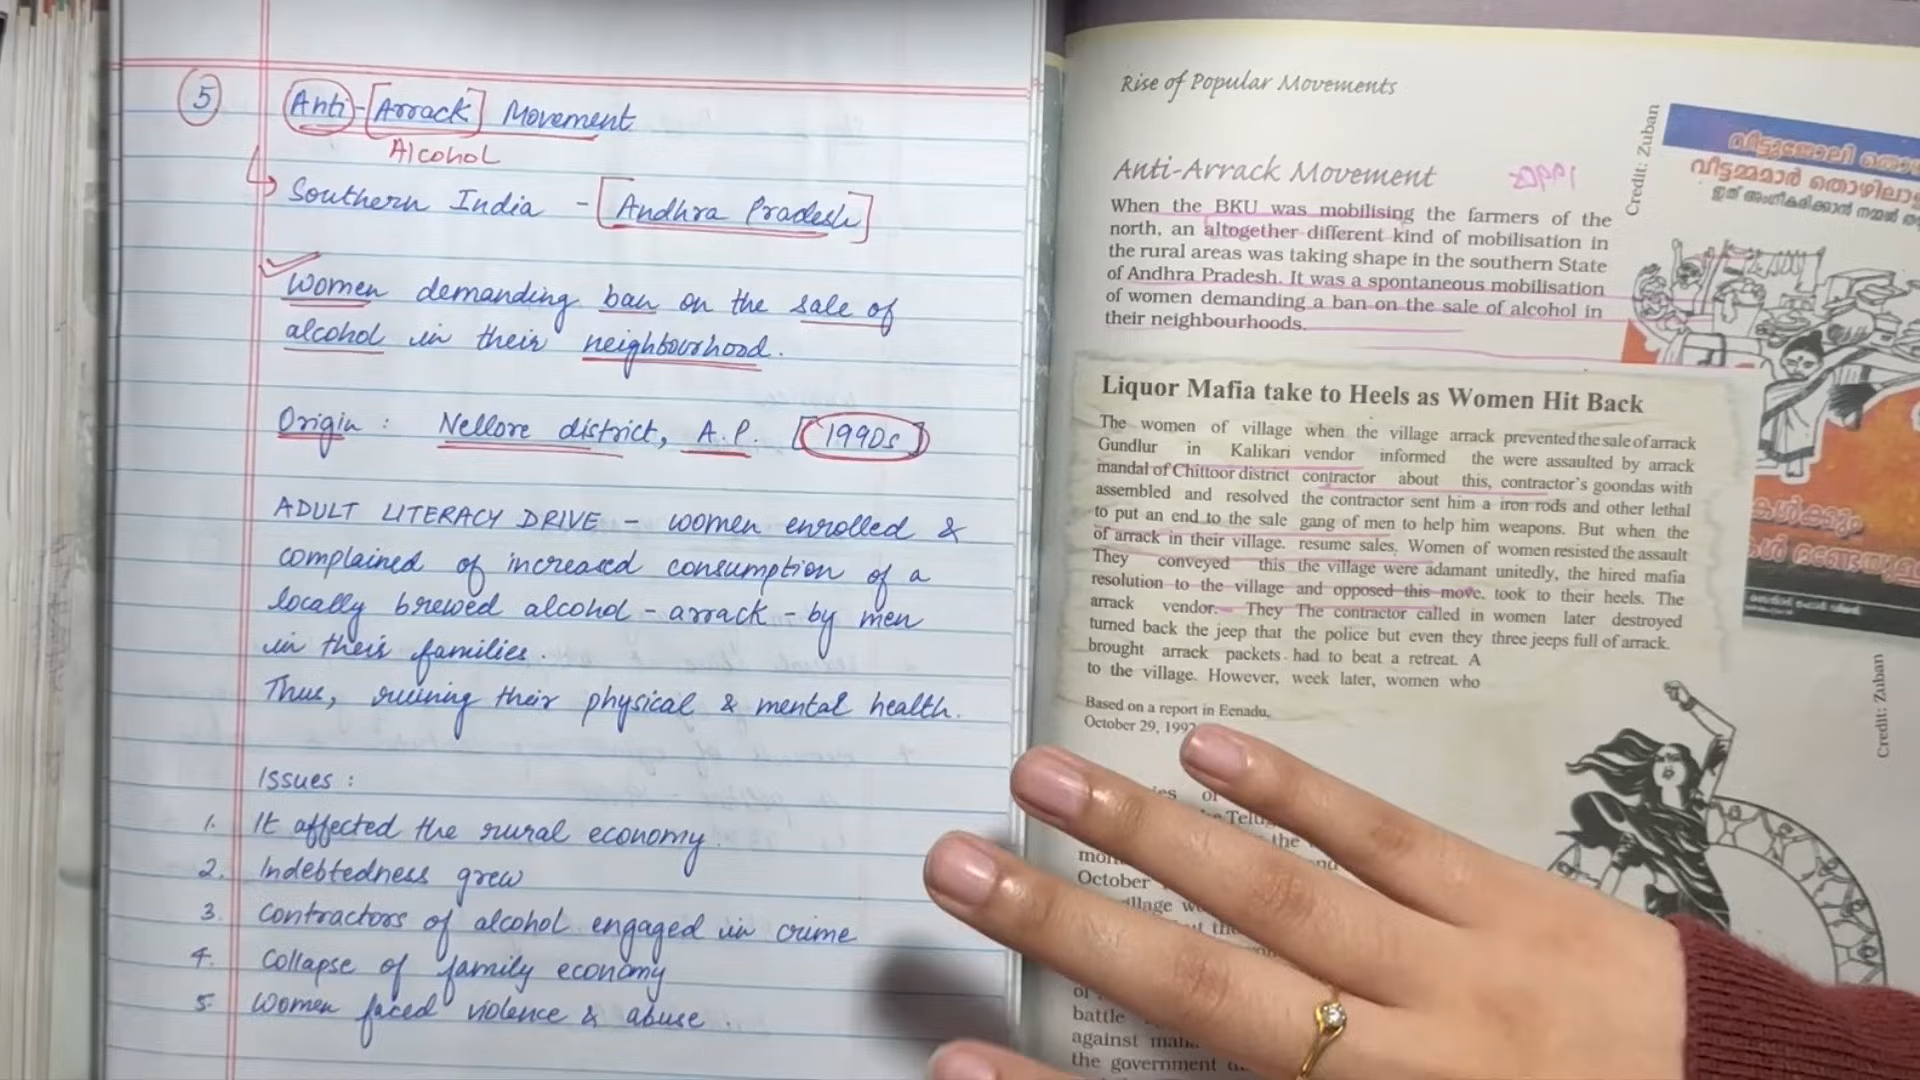 5 Anti-[Arrack] Movement
Alcohol
Southern India - [Andhra Pradesh]
Women demanding ban on the sale of
alcohol in their neighbourhood.
Origin : Nellore district, A.P. [1990s]
ADULT LITERACY DRIVE - women enrolled &
complained of increased consumption of a
locally brewed alcohol - arrack - by men
in their families.
Thus, ruining their physical & mental health.
Issues :
1. It affected the rural economy.
2. Indebtedness grew
3. Contractors of alcohol engaged in crime
4. Collapse of family economy
5. Women faced violence & abuse.
Rise of Popular Movements
Anti-Arrack Movement
When the BKU was mobilising the farmers of the
north, an altogether different kind of mobilisation in
the rural areas was taking shape in the southern State
of Andhra Pradesh. It was a spontaneous mobilisation
of women demanding a ban on the sale of alcohol in
their neighbourhoods.
Credit: Zuban
Liquor Mafia take to Heels as Women Hit Back
The women of village when the village arrack prevented the sale of arrack
Gundlur in Kalikari vendor informed the were assaulted by arrack
mandal of Chittoor district contractor about this, contractor's goondas with
assembled and resolved the contractor sent him a iron rods and other lethal
to put an end to the sale gang of men to help him weapons. But when the
of arrack in their village. resume sales. Women of women resisted the assault
They conveyed this the village were adamant unitedly, the hired mafia
resolution to the village and opposed this move. took to their heels. The
arrack vendor. They The contractor called in women later destroyed
turned back the jeep that the police but even they three jeeps full of arrack.
brought arrack packets had to beat a retreat. A
to the village. However, week later, women who
Based on a report in Eenadu,
October 29, 199
Credit: Zuban
of
the
October
battle
against
the government